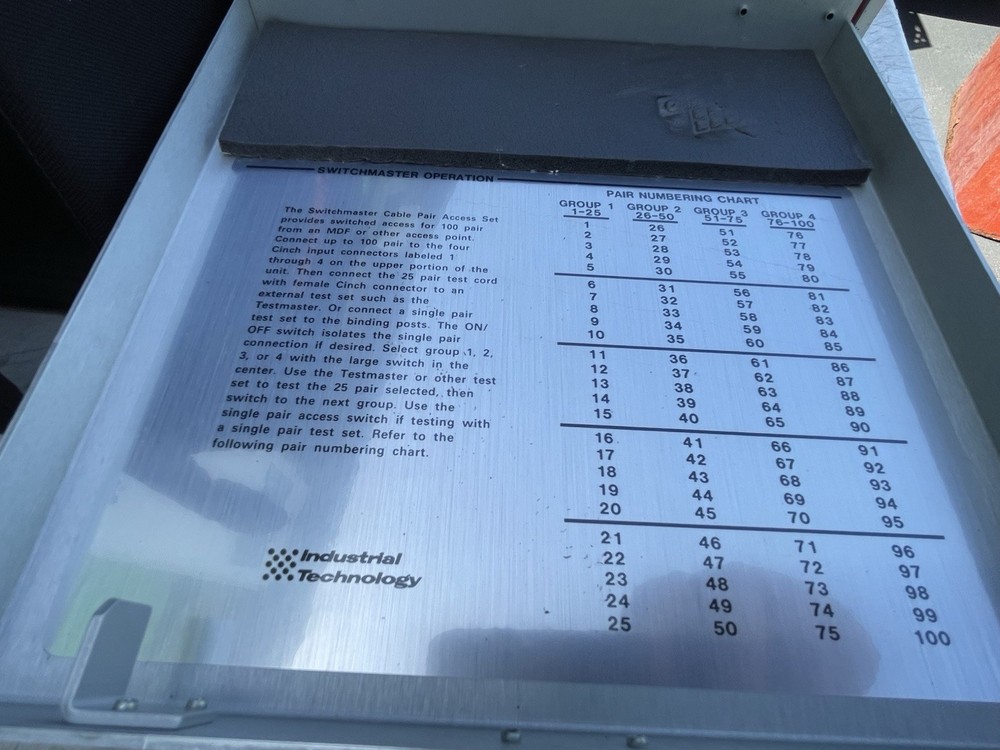 SWITCHMASTER OPERATION
The Switchmaster Cable Pair Access Set
provides switched access for 100 pair
from an MDF or other access point.
Connect up to 100 pair to the four
Cinch input connectors labeled 1
through 4 on the upper portion of the
unit. Then connect the 25 pair test cord
with female Cinch connector to an
external test set such as the
Testmaster. Or connect a single pair
test set to the binding posts. The ON/
OFF switch isolates the single pair
connection if desired. Select group 1, 2,
3, or 4 with the large switch in the
center. Use the Testmaster or other test
set to test the 25 pair selected, then
switch to the next group. Use the
single pair access switch if testing with
a single pair test set. Refer to the
following pair numbering chart.
Industrial
Technology
PAIR NUMBERING CHART
GROUP 1 GROUP 2 GROUP 3 GROUP 4
1-25 26-50 51-75 76-100
1 26 51 76
2 27 52 77
3 28 53 78
4 29 54 79
5 30 55 80
6 31 56 81
7 32 57 82
8 33 58 83
9 34 59 84
10 35 60 85
11 36 61 86
12 37 62 87
13 38 63 88
14 39 64 89
15 40 65 90
16 41 66 91
17 42 67 92
18 43 68 93
19 44 69 94
20 45 70 95
21 46 71 96
22 47 72 97
23 48 73 98
24 49 74 99
25 50 75 100